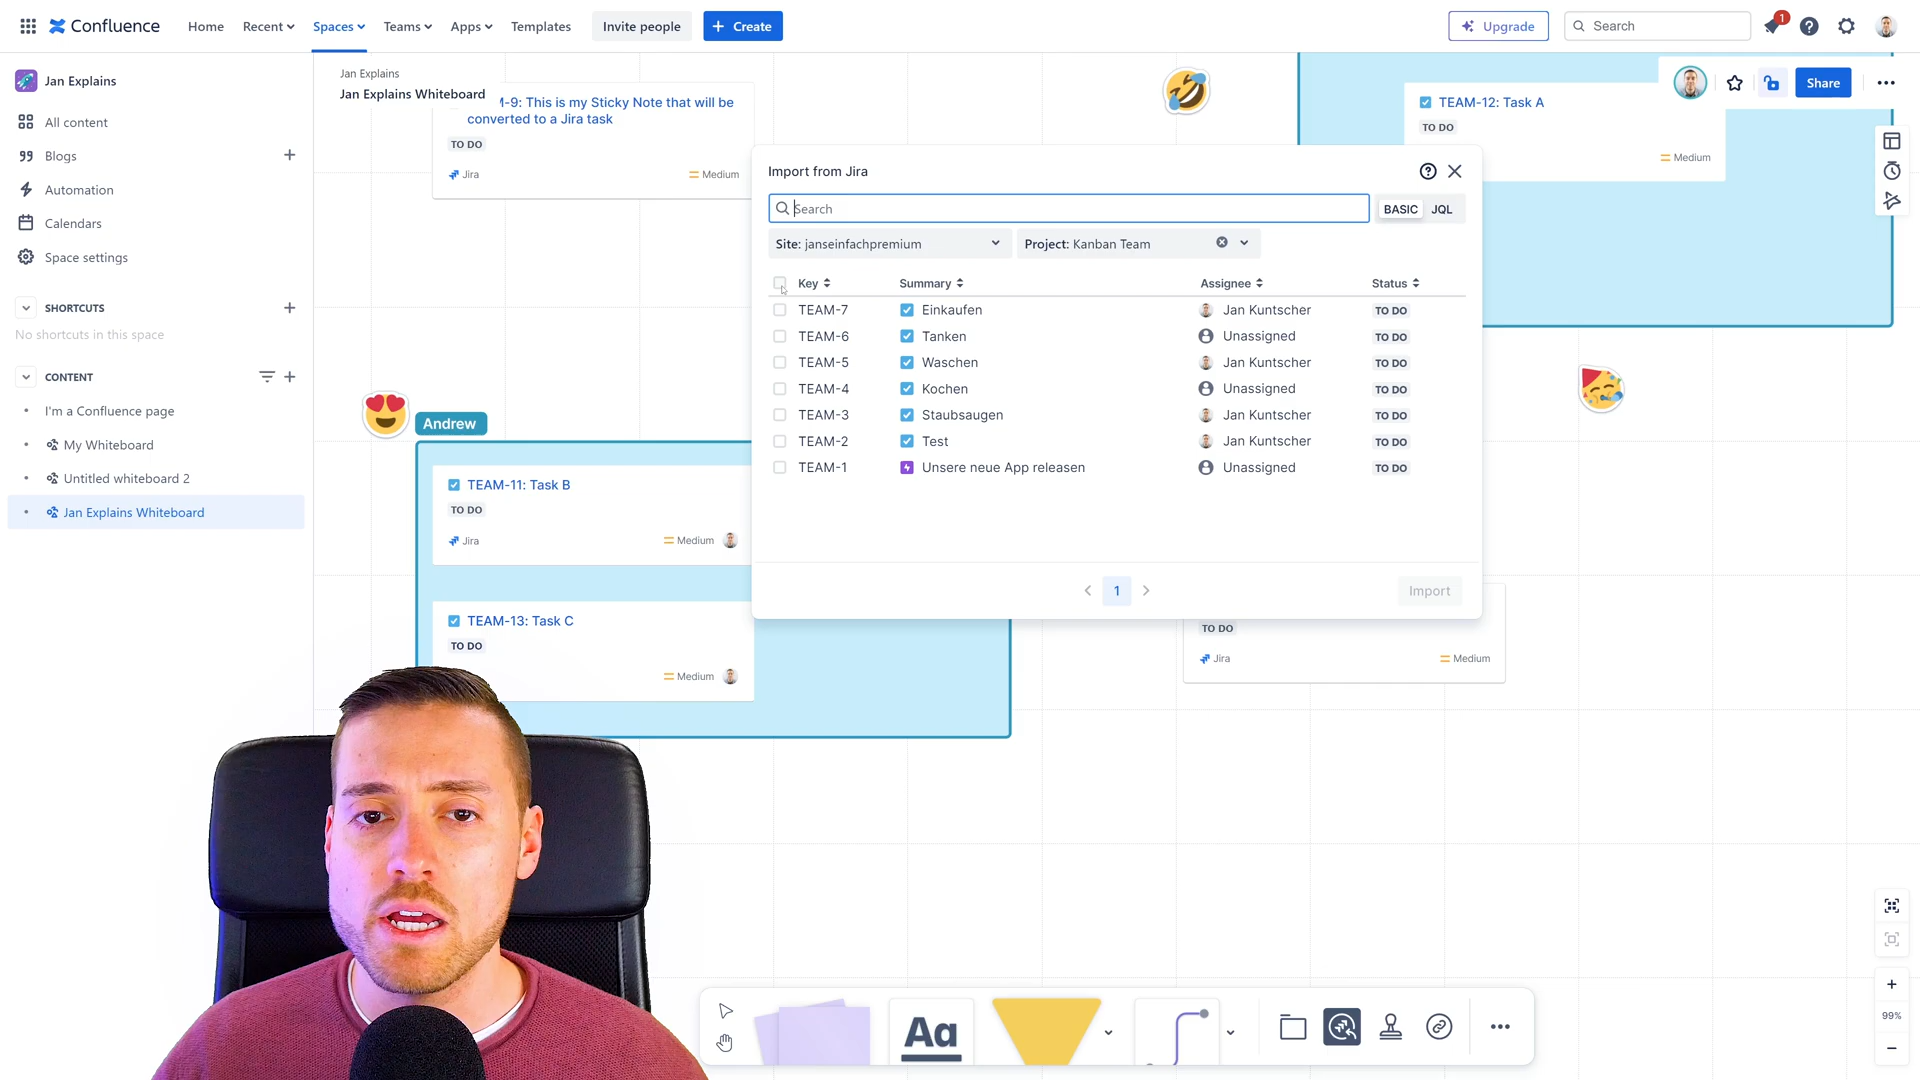 Confluence
Home
Recent
Spaces
Teams
Apps
Templates
Invite people
+ Create
Upgrade
Search
1
Jan Explains
All content
Blogs
Automation
Calendars
Space settings
SHORTCUTS
No shortcuts in this space
CONTENT
I'm a Confluence page
My Whiteboard
Untitled whiteboard 2
Jan Explains Whiteboard
Jan Explains
Jan Explains Whiteboard
M-9: This is my Sticky Note that will be
converted to a Jira task
TO DO
Jira
Medium
TEAM-12: Task A
TO DO
Medium
Share
Import from Jira
Search
BASIC
JQL
Site: janseinfachpremium
Project: Kanban Team
Key Summary Assignee Status
TEAM-7 Einkaufen Jan Kuntscher TO DO
TEAM-6 Tanken Unassigned TO DO
TEAM-5 Waschen Jan Kuntscher TO DO
TEAM-4 Kochen Unassigned TO DO
TEAM-3 Staubsaugen Jan Kuntscher TO DO
TEAM-2 Test Jan Kuntscher TO DO
TEAM-1 Unsere neue App releasen Unassigned TO DO
1
Import
Andrew
TEAM-11: Task B
TO DO
Jira
Medium
TEAM-13: Task C
TO DO
Medium
TO DO
Jira
Medium
Aa
99%